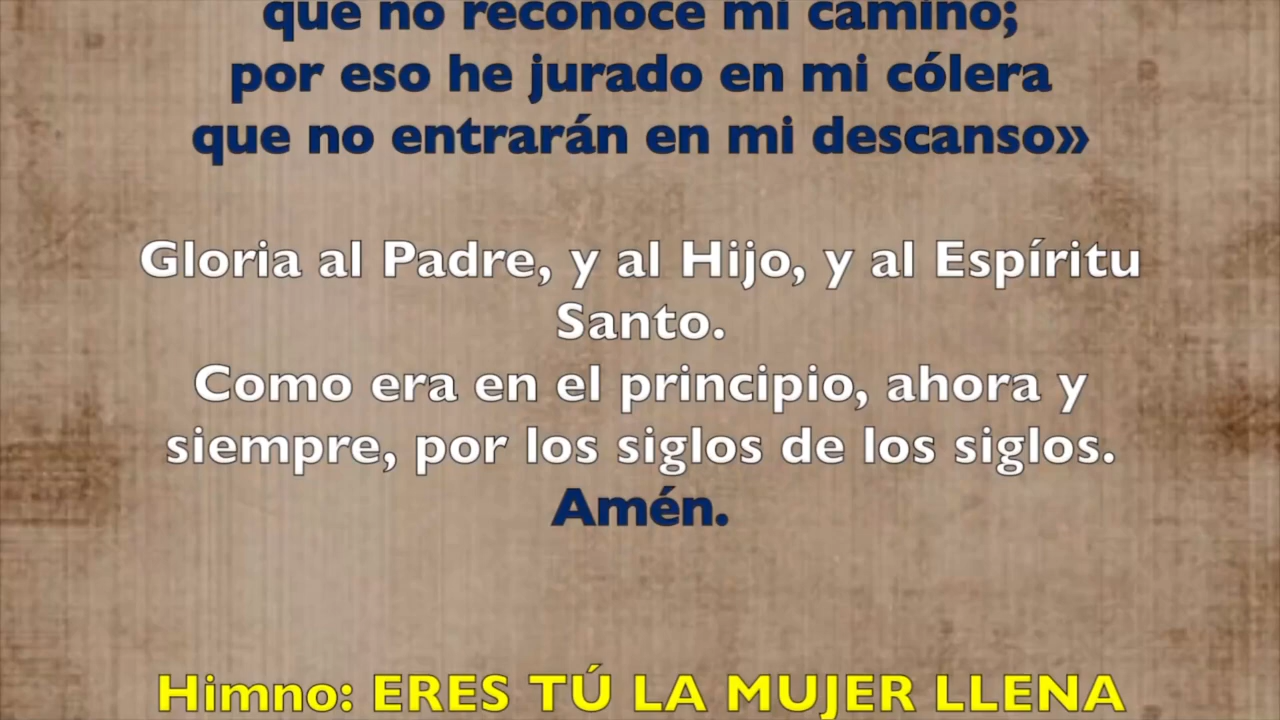 que no reconoce mi camino;
por eso he jurado en mi cólera
que no entrarán en mi descanso»
Gloria al Padre, y al Hijo, y al Espíritu
Santo.
Como era en el principio, ahora y
siempre, por los siglos de los siglos.
Amén.
Himno: ERES TÚ LA MUJER LLENA